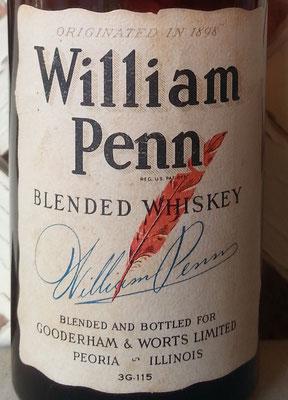 ORIGINATED IN 1898
William
Penn
REG. U.S. PAT. OFF.
BLENDED WHISKEY
William Penn
BLENDED AND BOTTLED FOR
GOODERHAM & WORTS LIMITED
PEORIA ~ ILLINOIS
3G-115